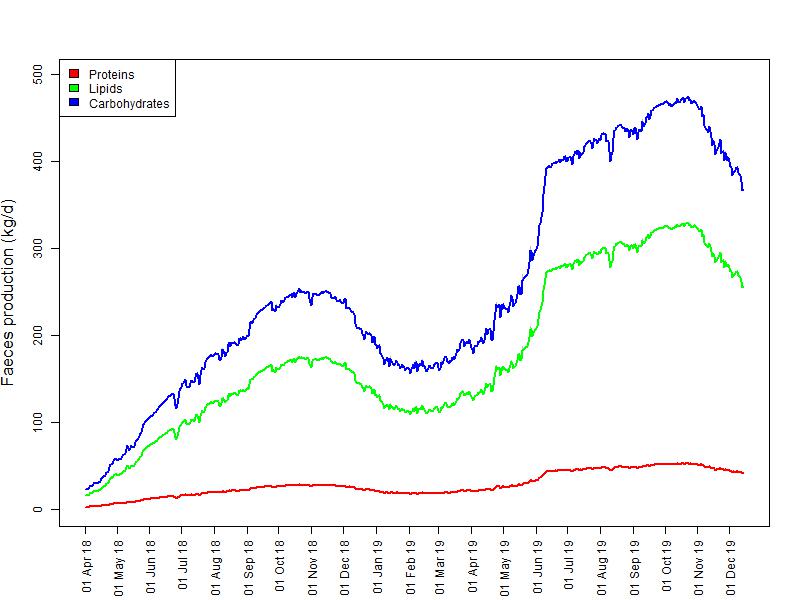 Proteins
Lipids
Carbohydrates
Faeces production (kg/d)
500
400
300
200
100
0
01 Apr 18
01 May 18
01 Jun 18
01 Jul 18
01 Aug 18
01 Sep 18
01 Oct 18
01 Nov 18
01 Dec 18
01 Jan 19
01 Feb 19
01 Mar 19
01 Apr 19
01 May 19
01 Jun 19
01 Jul 19
01 Aug 19
01 Sep 19
01 Oct 19
01 Nov 19
01 Dec 19